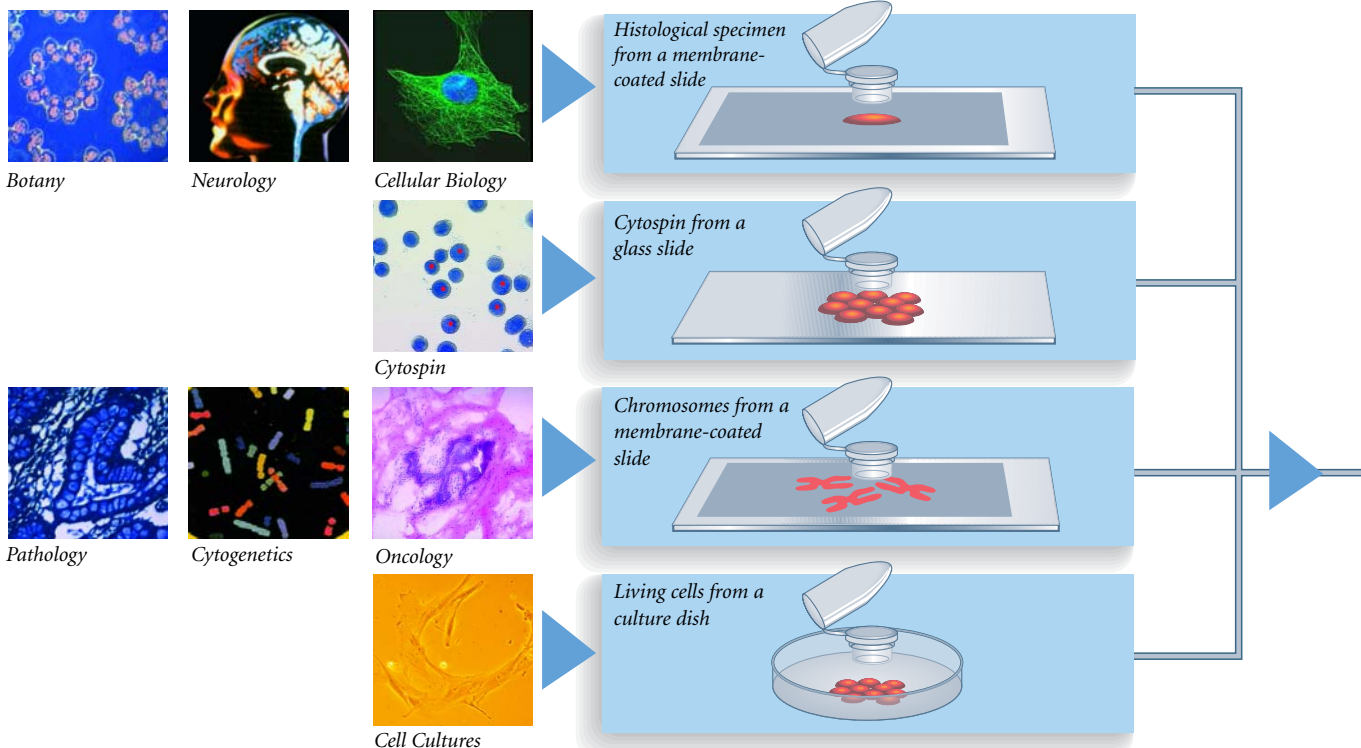 Histological specimen
from a membrane-
coated slide
Botany
Neurology
Cellular Biology
Cytospin from a
glass slide
Cytospin
Chromosomes from a
membrane-coated
slide
Pathology
Cytogenetics
Oncology
Living cells from a
culture dish
Cell Cultures